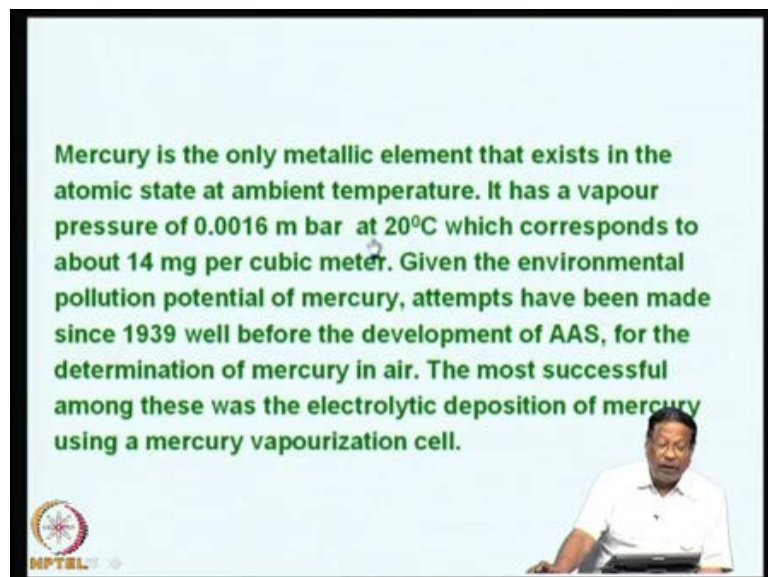 Mercury is the only metallic element that exists in the
atomic state at ambient temperature. It has a vapour
pressure of 0.0016 m bar at 20⁰C which corresponds to
about 14 mg per cubic meter. Given the environmental
pollution potential of mercury, attempts have been made
since 1939 well before the development of AAS, for the
determination of mercury in air. The most successful
among these was the electrolytic deposition of mercury
using a mercury vapourization cell.
NPTEL